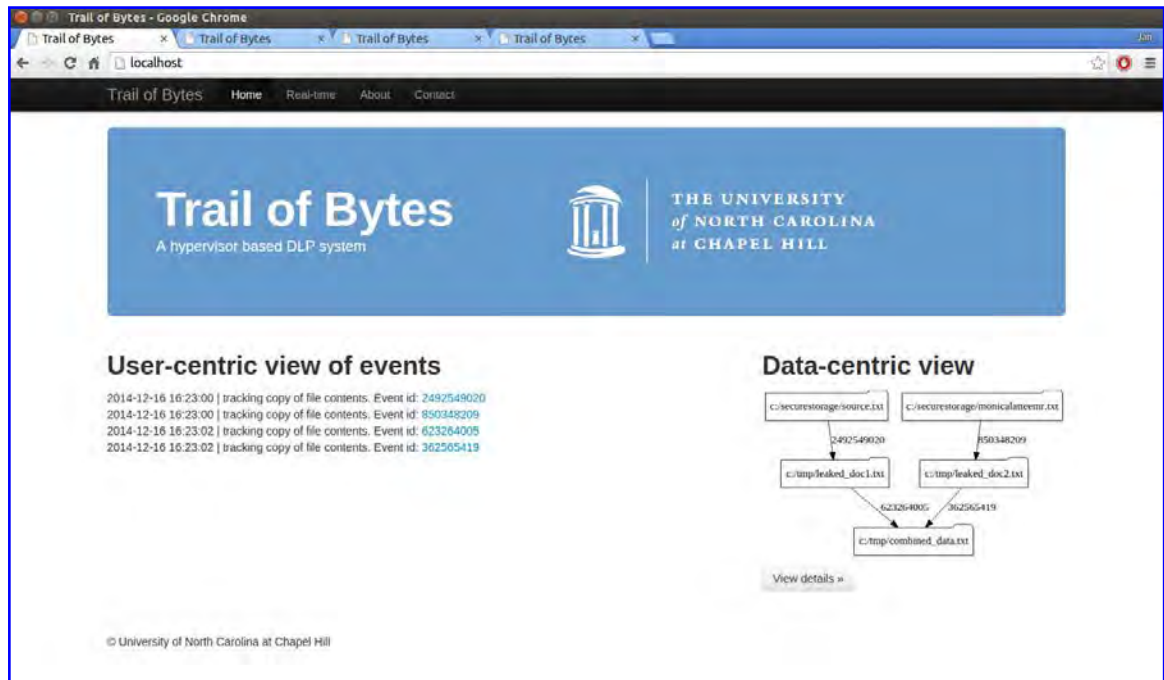 Trail of Bytes - Google Chrome
Trail of Bytes × Trail of Bytes × Trail of Bytes × Trail of Bytes ×
Jan
localhost
Trail of Bytes Home Real-time About Contact
Trail of Bytes
A hypervisor based DLP system
THE UNIVERSITY
of NORTH CAROLINA
at CHAPEL HILL
User-centric view of events
2014-12-16 16:23:00 | tracking copy of file contents. Event id: 2492549020
2014-12-16 16:23:00 | tracking copy of file contents. Event id: 850348209
2014-12-16 16:23:02 | tracking copy of file contents. Event id: 623264005
2014-12-16 16:23:02 | tracking copy of file contents. Event id: 362565419
Data-centric view
c:/securestorage/source.txt
2492549020 850348209
c:/tmp/leaked_doc1.txt c:/tmp/leaked_doc2.txt
623264005 362565419
c:/tmp/combined_data.txt
View details »
© University of North Carolina at Chapel Hill